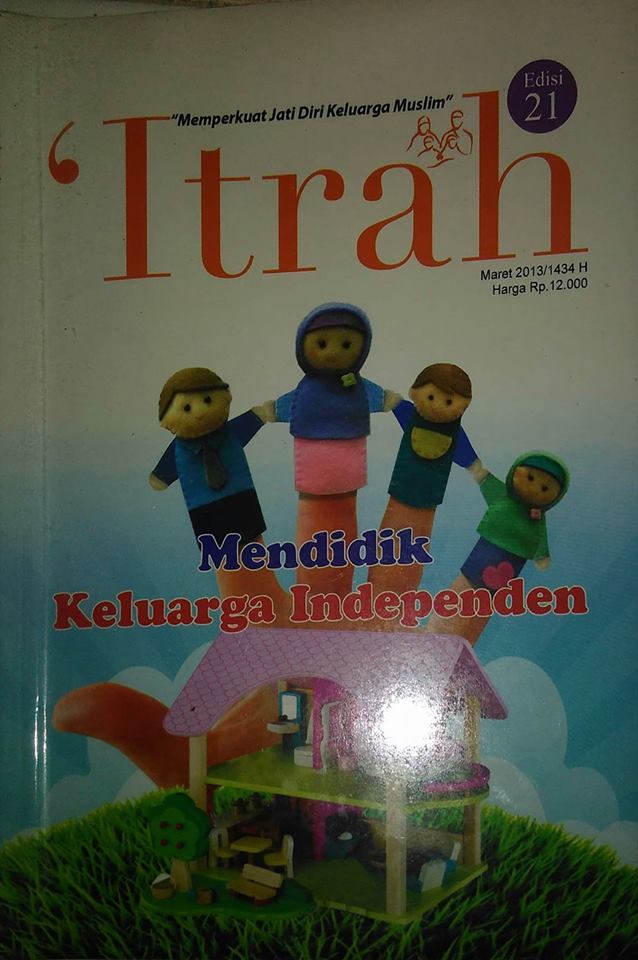 Edisi
21
"Memperkuat Jati Diri Keluarga Muslim"
‘Itrah
Maret 2013/1434 H
Harga Rp.12.000
Mendidik
Keluarga Independen